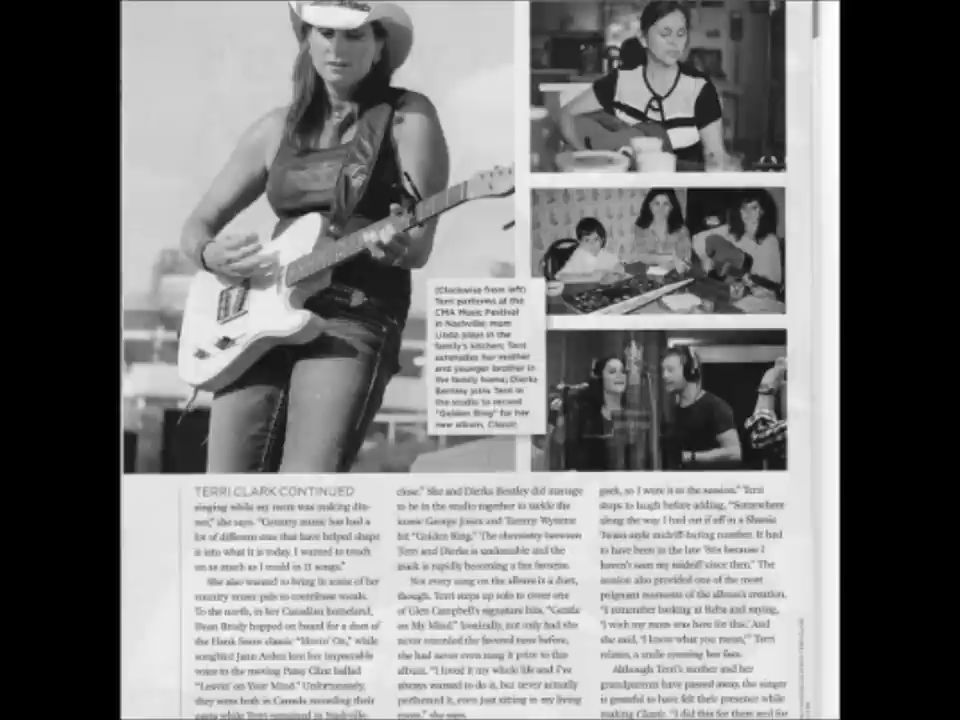 (Clockwise from left)
Terri performs at the
CMA Music Festival
in Nashville; mom
Linda plays in the
family's kitchen; Terri
entertains her mother
and younger brother in
the family home; Dierks
Bentley joins Terri in
the studio to record
"Golden Ring" for her
new album, Classic.
TERRI CLARK CONTINUED
singing while my mom was making din-
ner," she says. "Country music has had a
lot of different eras that have helped shape
it into what it is today. I wanted to touch
on as much as I could in 11 songs."
She also wanted to bring in some of her
country music pals to contribute vocals.
To the north, in her Canadian homeland,
Dean Brody hopped on board for a duet of
the Hank Snow classic "Movin' On," while
songbird Jann Arden lent her impeccable
voice to the moving Patsy Cline ballad
"Leavin' on Your Mind." Unfortunately,
they were both in Canada recording their
parts while Terri remained in Nashville.
close." She and Dierks Bentley did manage
to be in the studio together to tackle the
iconic George Jones and Tammy Wynette
hit "Golden Ring." The chemistry between
Terri and Dierks is undeniable and the
track is rapidly becoming a fan favorite.
Not every song on the album is a duet,
though. Terri steps up solo to cover one
of Glen Campbell's signature hits, "Gentle
on My Mind." Ironically, not only had she
never recorded the favored tune before,
she had never even sung it prior to this
album. "I loved it my whole life and I've
always wanted to do it, but never actually
performed it, even just sitting in my living
room," she says.
geek, so I wore it to the session." Terri
stops to laugh before adding, "Somewhere
along the way I had cut it off in a Shania
Twain-style midriff-baring number. It had
to have been in the late '90s because I
haven't seen my midriff since then." The
session also provided one of the most
poignant moments of the album's creation.
"I remember looking at Reba and saying,
'I wish my mom was here for this.' And
she said, 'I know what you mean,'" Terri
relates, a smile crossing her face.
Although Terri's mother and her
grandparents have passed away, the singer
is grateful to have felt their presence while
making Classic. "I did this for them and for